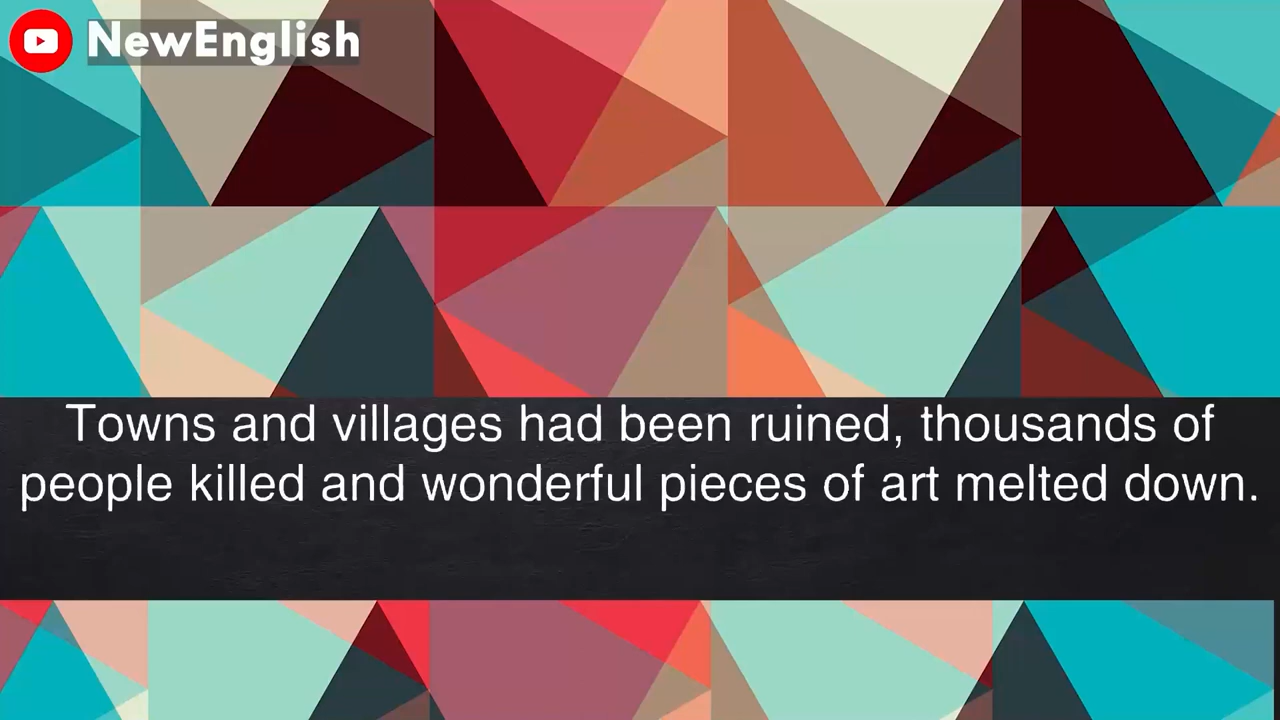 NewEnglish
Towns and villages had been ruined, thousands of
people killed and wonderful pieces of art melted down.